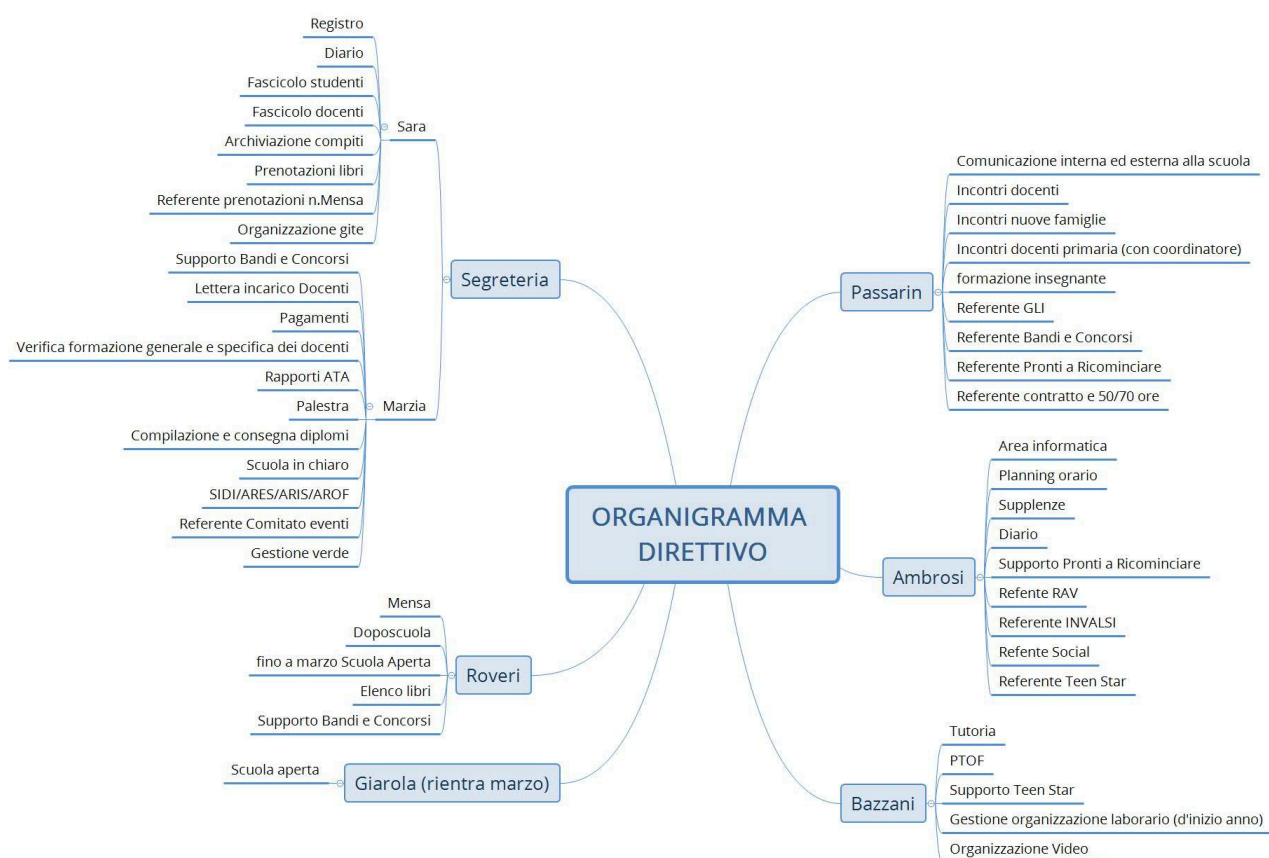 ORGANIGRAMMA
DIRETTIVO
Segreteria
Sara
Registro
Diario
Fascicolo studenti
Fascicolo docenti
Archiviazione compiti
Prenotazioni libri
Referente prenotazioni n.Mensa
Organizzazione gite
Marzia
Supporto Bandi e Concorsi
Lettera incarico Docenti
Pagamenti
Verifica formazione generale e specifica dei docenti
Rapporti ATA
Palestra
Compilazione e consegna diplomi
Scuola in chiaro
SIDI/ARES/ARIS/AROF
Referente Comitato eventi
Gestione verde
Roveri
Mensa
Doposcuola
fino a marzo Scuola Aperta
Elenco libri
Supporto Bandi e Concorsi
Giarola (rientra marzo)
Scuola aperta
Passarin
Comunicazione interna ed esterna alla scuola
Incontri docenti
Incontri nuove famiglie
Incontri docenti primaria (con coordinatore)
formazione insegnante
Referente GLI
Referente Bandi e Concorsi
Referente Pronti a Ricominciare
Referente contratto e 50/70 ore
Ambrosi
Area informatica
Planning orario
Supplenze
Diario
Supporto Pronti a Ricominciare
Refente RAV
Referente INVALSI
Refente Social
Referente Teen Star
Bazzani
Tutoria
PTOF
Supporto Teen Star
Gestione organizzazione laborario (d'inizio anno)
Organizzazione Video